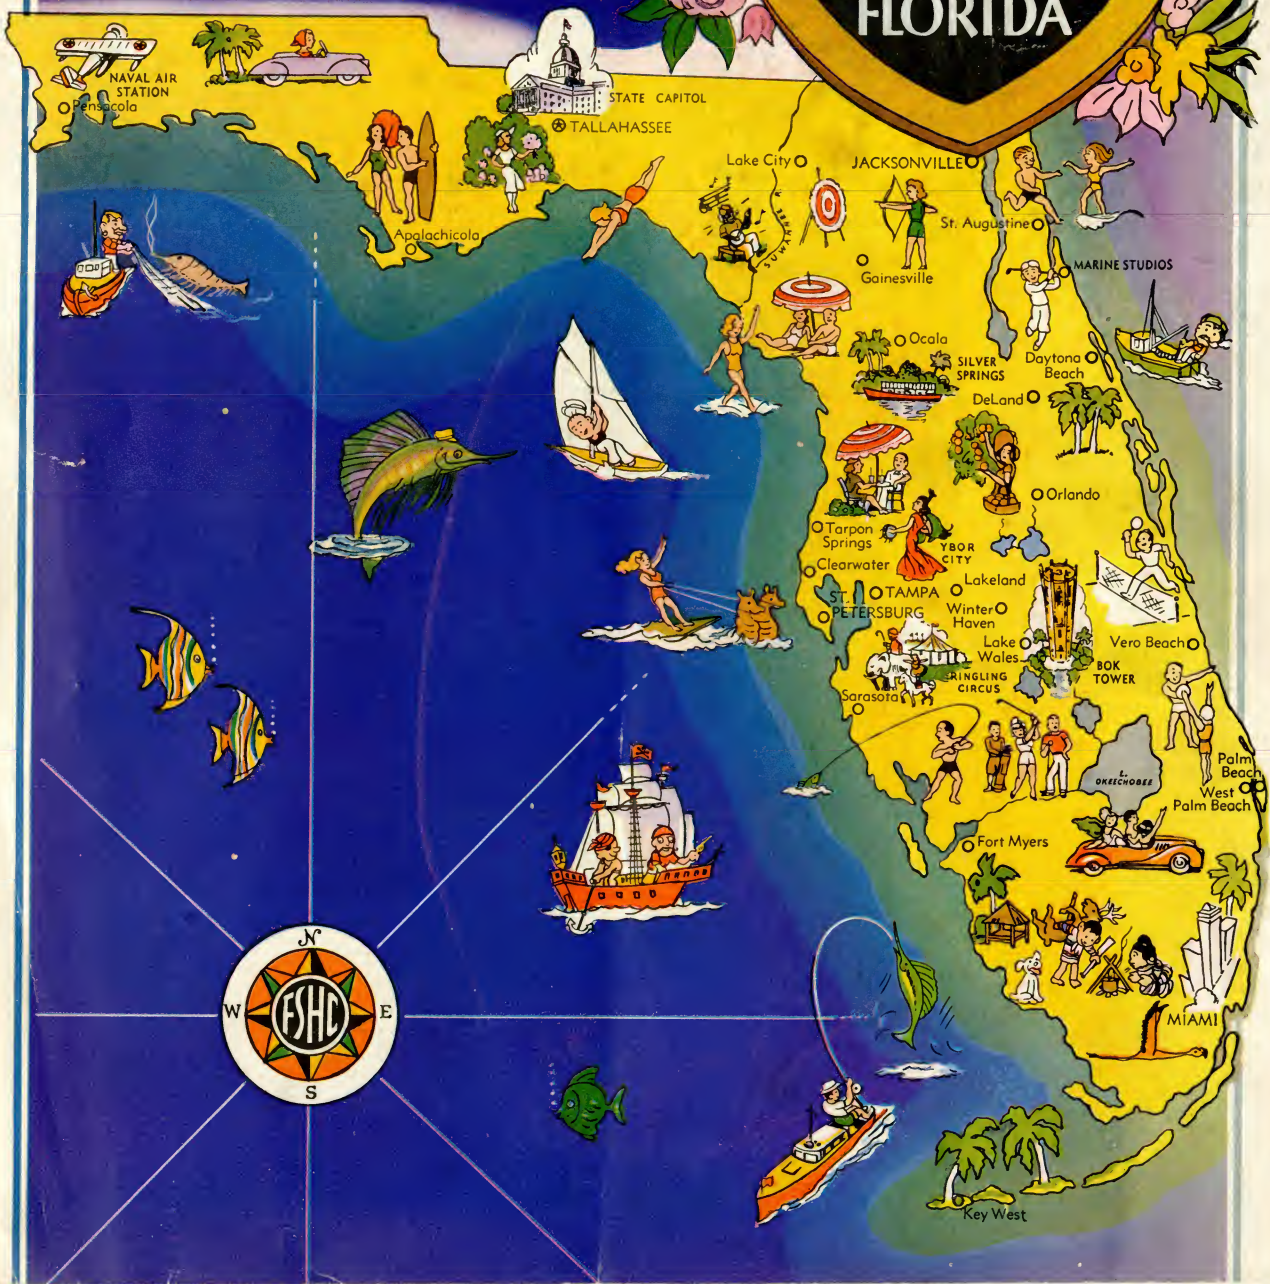 FLORIDA
NAVAL AIR
STATION
Pensacola
STATE CAPITOL
TALLAHASSEE
Apalachicola
Lake City
JACKSONVILLE
SUWANEE R.
St. Augustine
Gainesville
MARINE STUDIOS
Ocala
SILVER
SPRINGS
Daytona
Beach
DeLand
Orlando
Tarpon
Springs
YBOR
CITY
Clearwater
Lakeland
ST.
PETERSBURG
TAMPA
Winter
Haven
Lake
Wales
Vero Beach
BOK
TOWER
RINGLING
CIRCUS
Sarasota
L.
OKEECHOBEE
Palm
Beach
West
Palm Beach
Fort Myers
MIAMI
Key West
N
W
FSHC
E
S